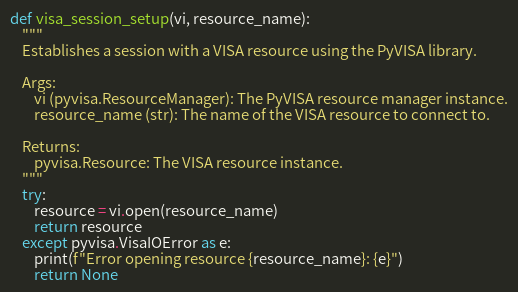 def visa_session_setup(vi, resource_name):
    """
    Establishes a session with a VISA resource using the PyVISA library.

    Args:
        vi (pyvisa.ResourceManager): The PyVISA resource manager instance.
        resource_name (str): The name of the VISA resource to connect to.

    Returns:
        pyvisa.Resource: The VISA resource instance.
    """
    try:
        resource = vi.open(resource_name)
        return resource
    except pyvisa.VisaIOError as e:
        print(f"Error opening resource {resource_name}: {e}")
        return None